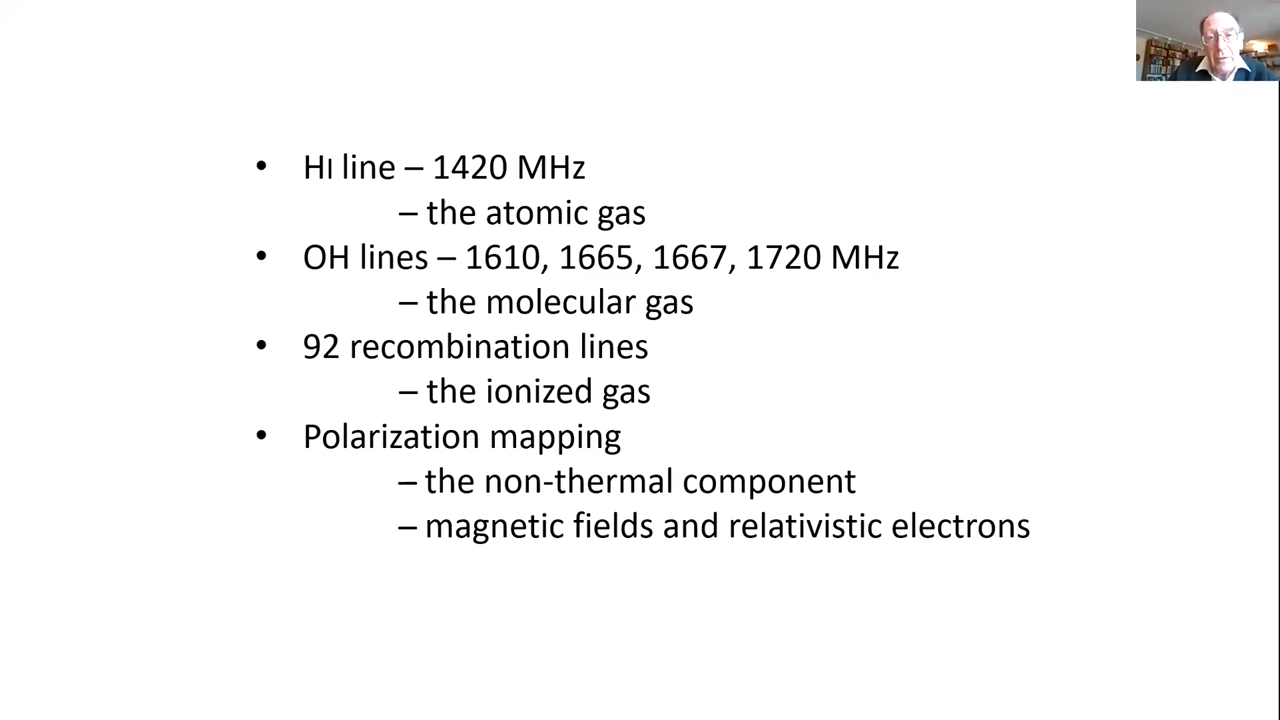 • HI line – 1420 MHz
– the atomic gas
• OH lines – 1610, 1665, 1667, 1720 MHz
– the molecular gas
• 92 recombination lines
– the ionized gas
• Polarization mapping
– the non-thermal component
– magnetic fields and relativistic electrons